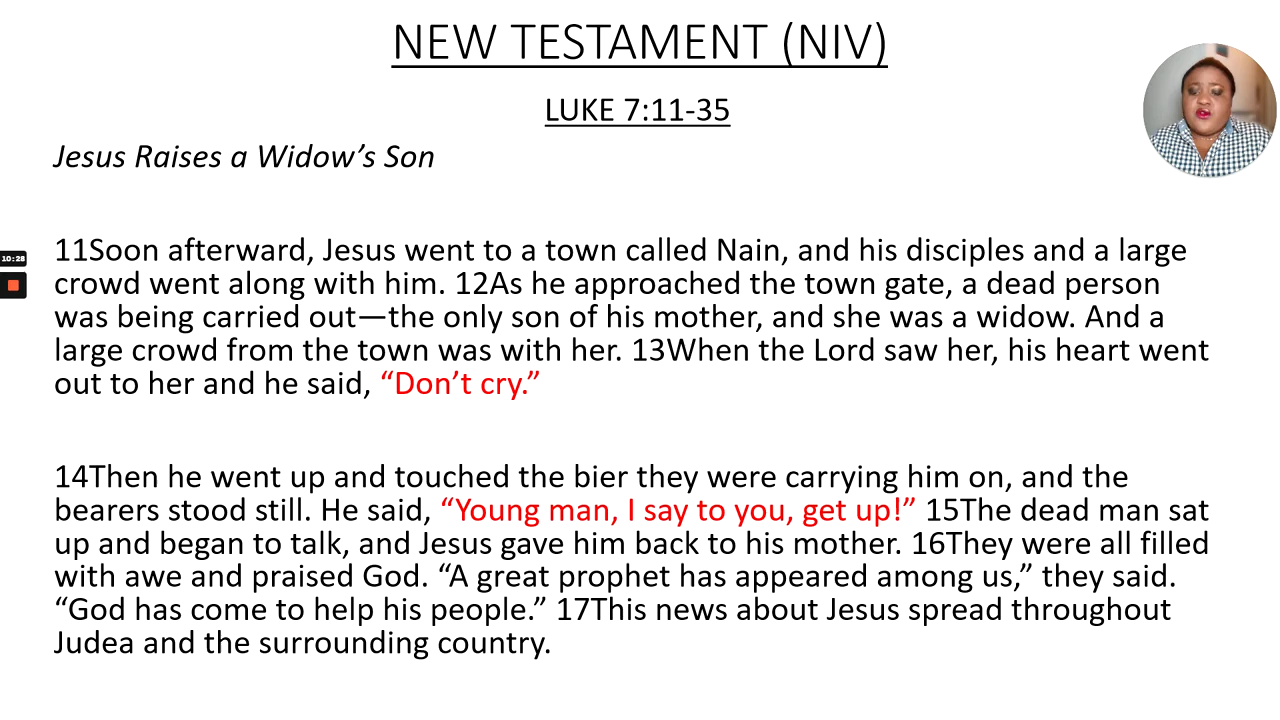 NEW TESTAMENT (NIV)
LUKE 7:11-35
Jesus Raises a Widow’s Son
11Soon afterward, Jesus went to a town called Nain, and his disciples and a large
crowd went along with him. 12As he approached the town gate, a dead person
was being carried out—the only son of his mother, and she was a widow. And a
large crowd from the town was with her. 13When the Lord saw her, his heart went
out to her and he said, “Don’t cry.”
10:28
14Then he went up and touched the bier they were carrying him on, and the
bearers stood still. He said, “Young man, I say to you, get up!” 15The dead man sat
up and began to talk, and Jesus gave him back to his mother. 16They were all filled
with awe and praised God. “A great prophet has appeared among us,” they said.
“God has come to help his people.” 17This news about Jesus spread throughout
Judea and the surrounding country.